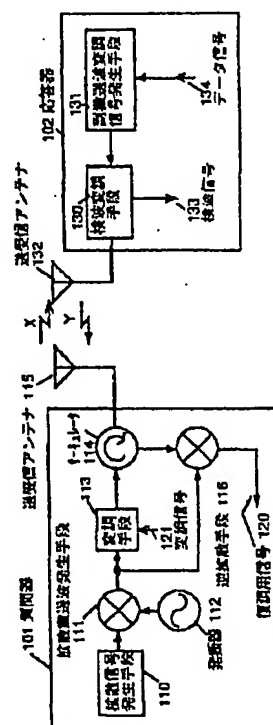 101 質問器
拡散信号発生手段
110
拡散搬送波発生手段
111
発振器 112
変調手段
113
121 変調信号
サーキュレータ
114
送受信アンテナ 115
逆拡散手段 116
復調用信号 120
X
Y
送受信アンテナ
132
102 応答器
検波変調手段
130
副搬送波変調信号発生手段
131
133
検波信号
134
データ信号